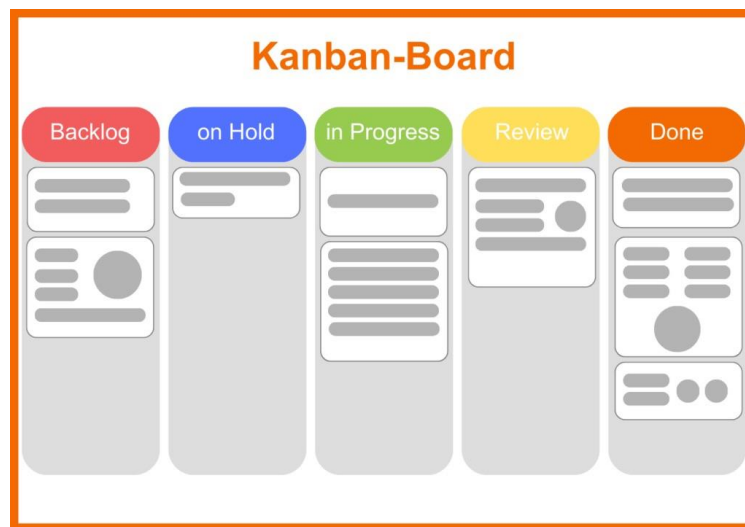 Kanban-Board
Backlog
on Hold
in Progress
Review
Done